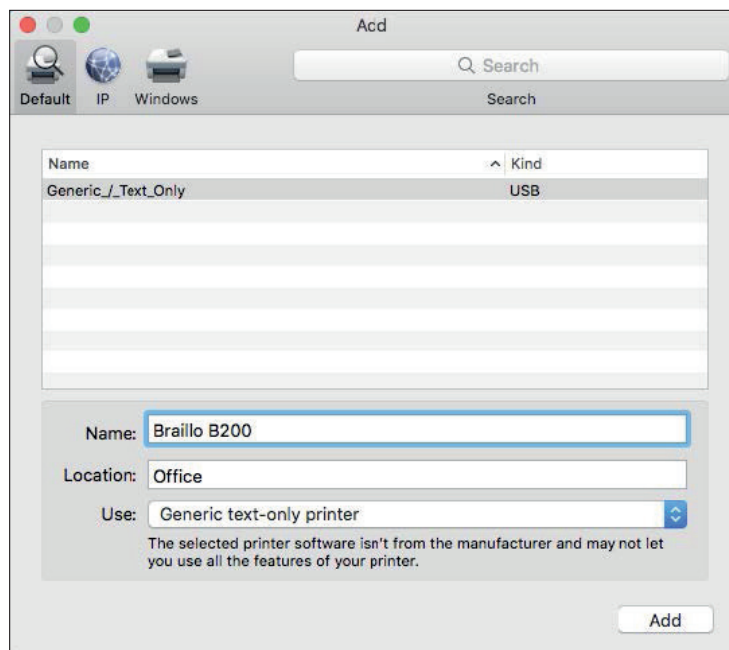 Acd
Search
Default IP Windows Search
Name Kind
Generic_/_Text_Only USB
Name: Braillo B200
Location: Office
Use: Generic text-only printer
The selected printer software isn't from the manufacturer and may not let
you use all the features of your printer.
Add